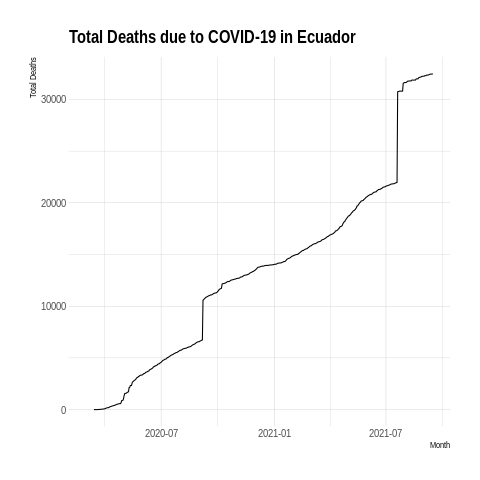 Total Deaths due to COVID-19 in Ecuador
Total Deaths
30000
20000
10000
0
2020-07 2021-01 2021-07
Month